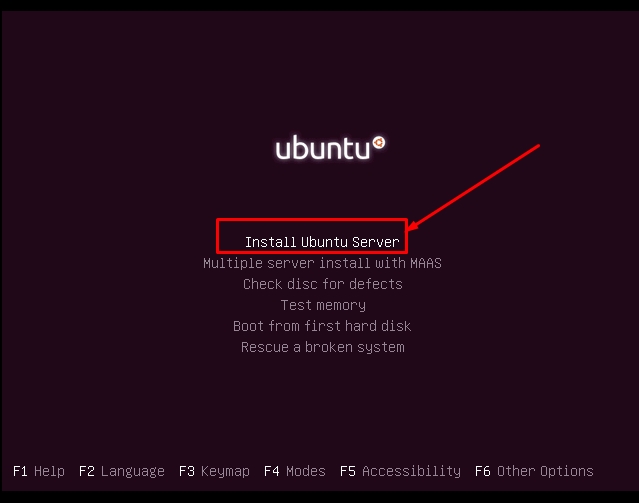 ubuntu
Install Ubuntu Server
Multiple server install with MAAS
Check disc for defects
Test memory
Boot from first hard disk
Rescue a broken system
F1 Help F2 Language F3 Keymap F4 Modes F5 Accessibility F6 Other Options